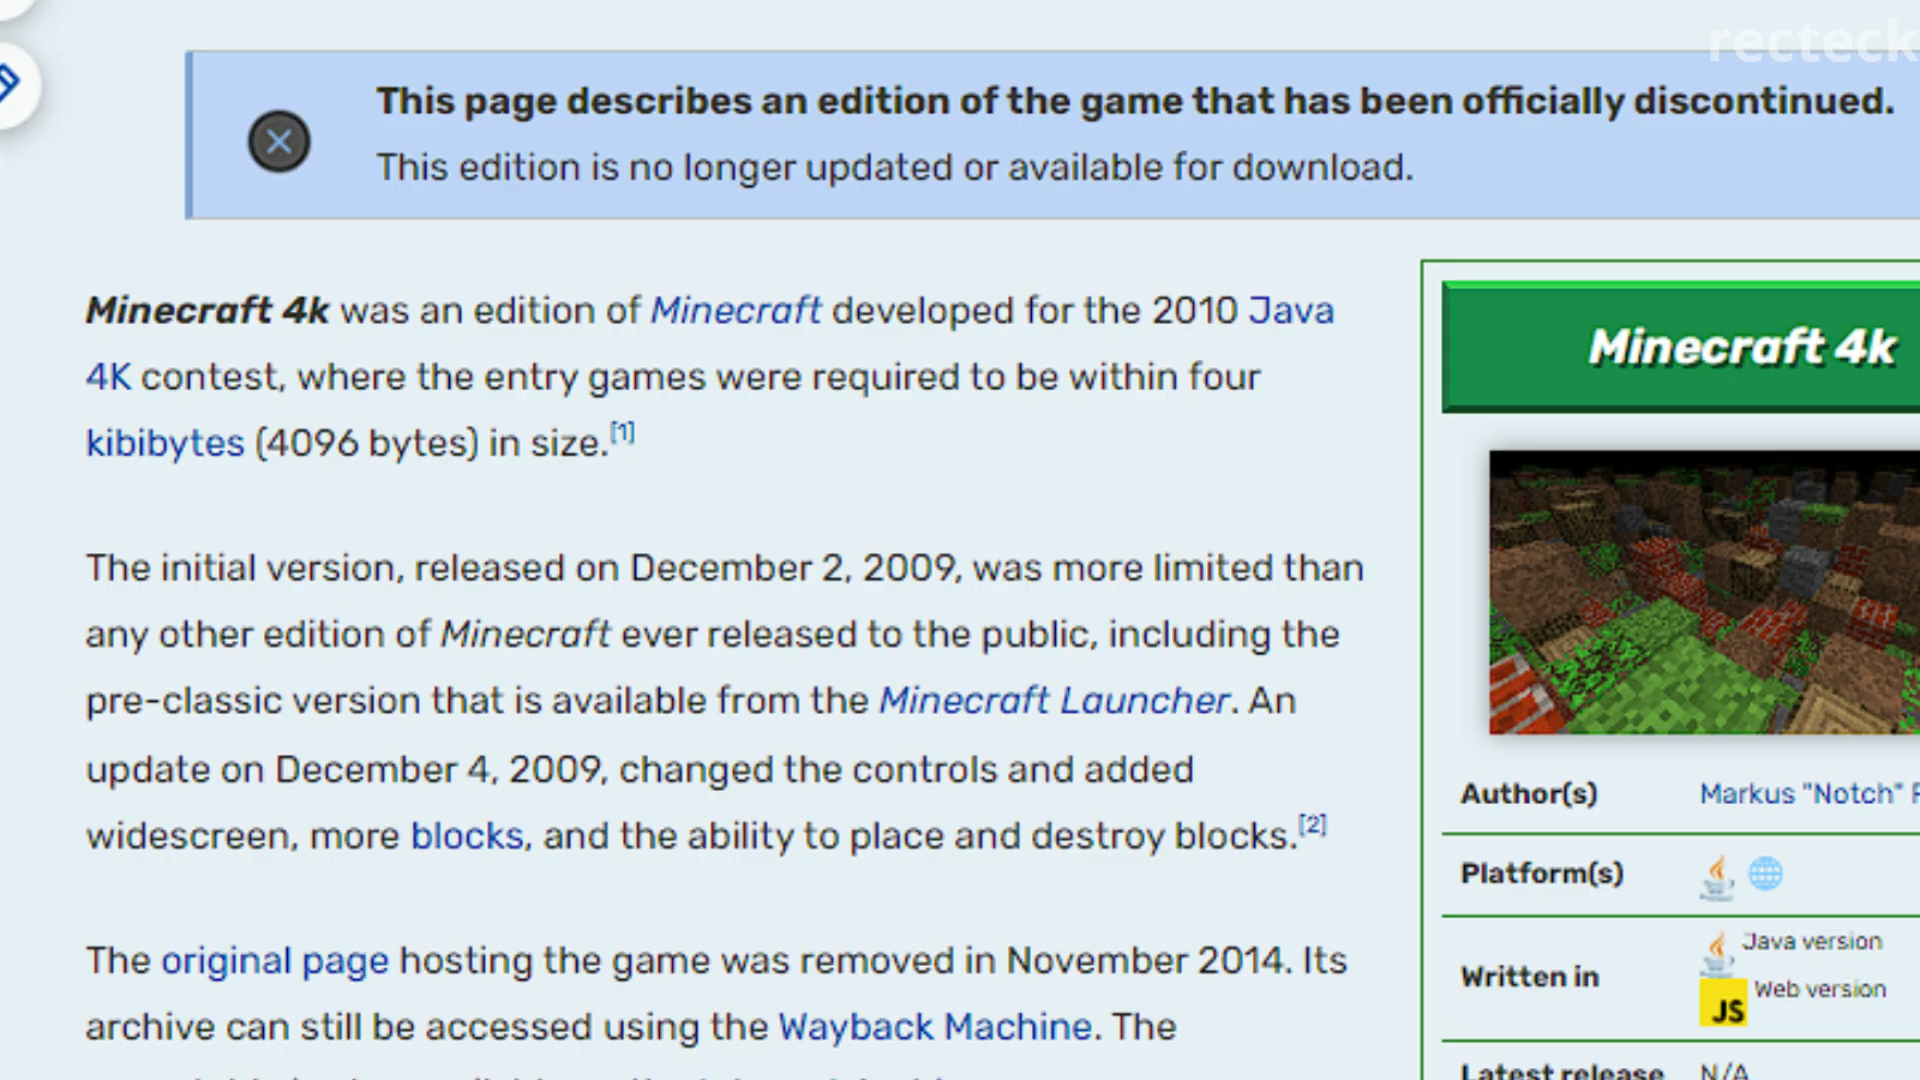 recteck
This page describes an edition of the game that has been officially discontinued.
This edition is no longer updated or available for download.
Minecraft 4k was an edition of Minecraft developed for the 2010 Java
4K contest, where the entry games were required to be within four
kibibytes (4096 bytes) in size.[1]
The initial version, released on December 2, 2009, was more limited than
any other edition of Minecraft ever released to the public, including the
pre-classic version that is available from the Minecraft Launcher. An
update on December 4, 2009, changed the controls and added
widescreen, more blocks, and the ability to place and destroy blocks.[2]
The original page hosting the game was removed in November 2014. Its
archive can still be accessed using the Wayback Machine. The
Minecraft 4k
Author(s) Markus "Notch"
Platform(s)
Written in
Java version
JS Web version
Latest release N/A